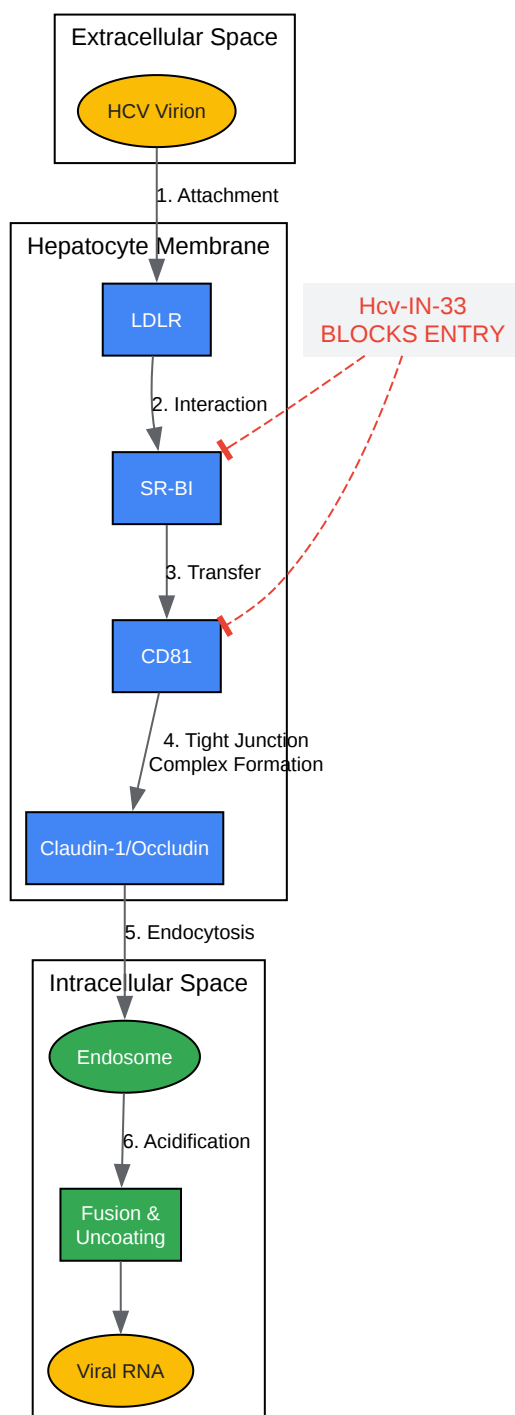 Extracellular Space
HCV Virion
1. Attachment
Hepatocyte Membrane
LDLR
Hcv-IN-33
BLOCKS ENTRY
2. Interaction
SR-BI
3. Transfer
CD81
4. Tight Junction
Complex Formation
Claudin-1/Occludin
5. Endocytosis
Intracellular Space
Endosome
6. Acidification
Fusion &
Uncoating
Viral RNA